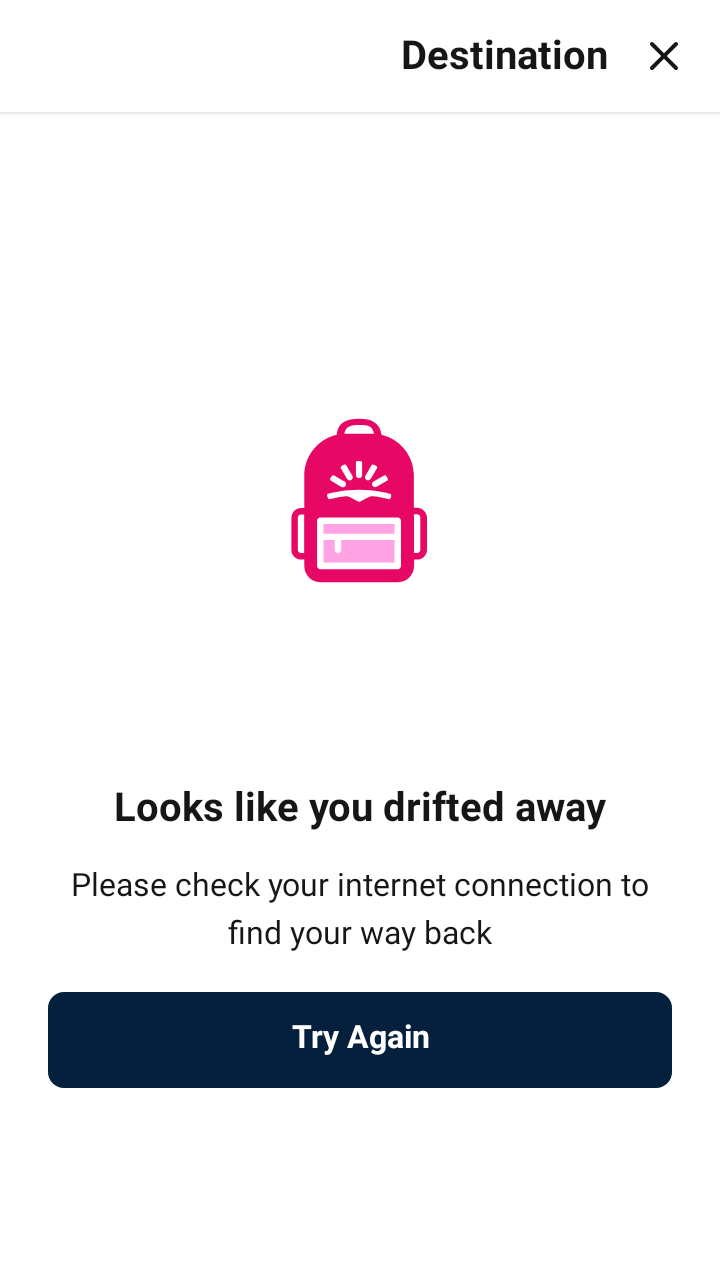 Destination
Looks like you drifted away
Please check your internet connection to
find your way back
Try Again